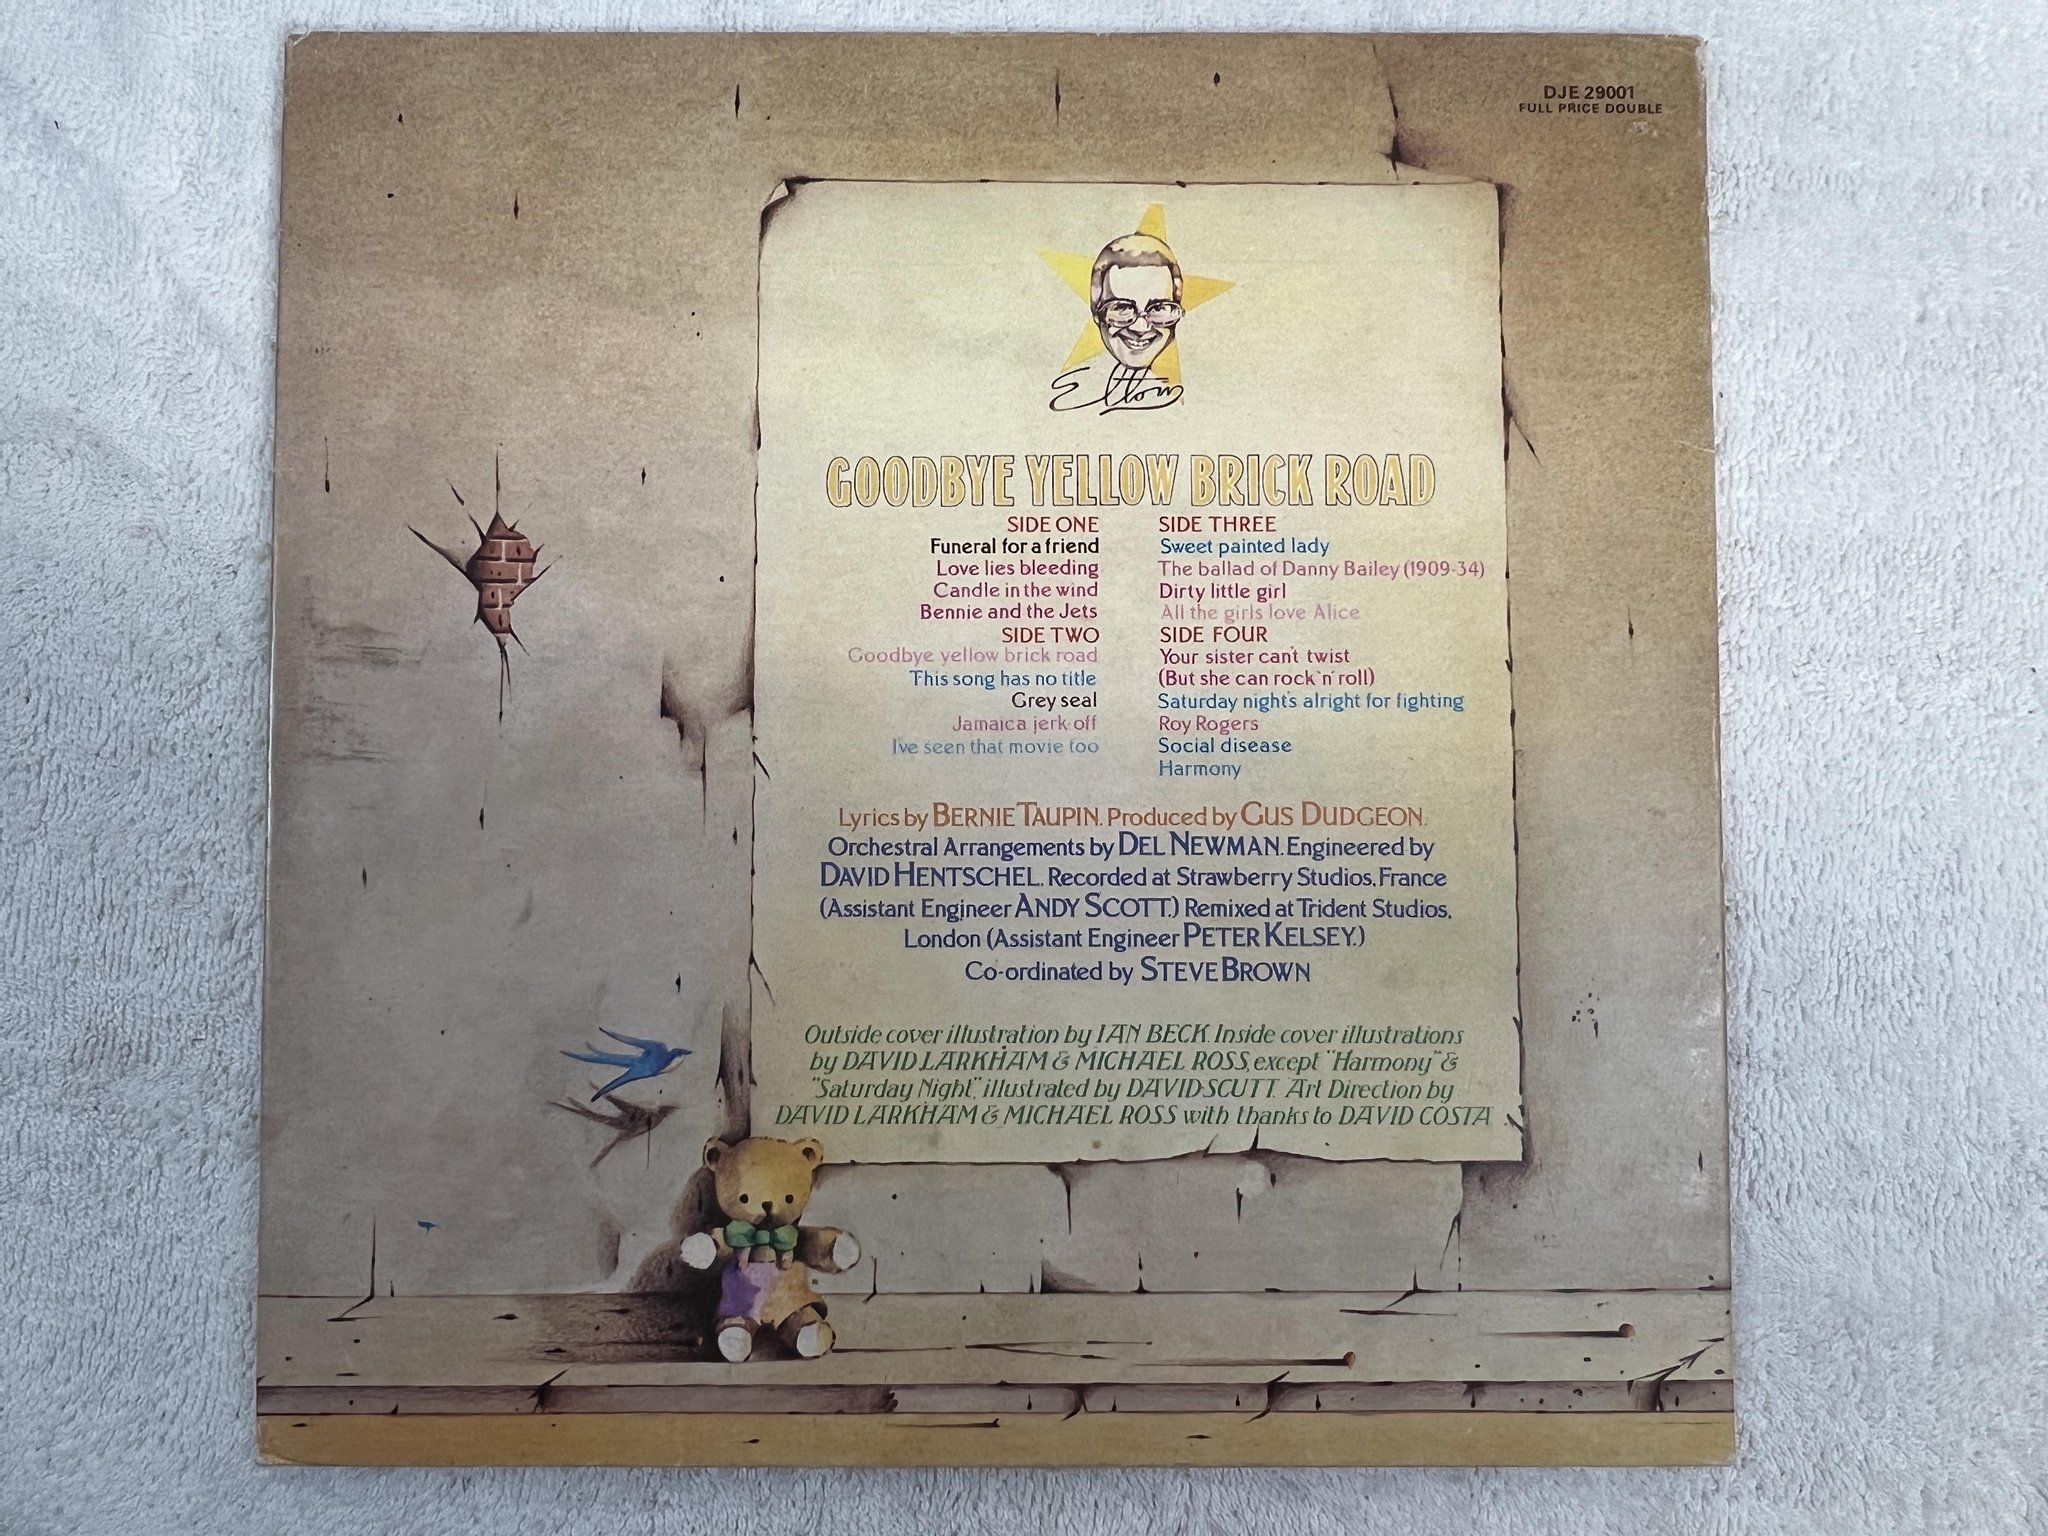 DJE 29001
FULL PRICE DOUBLE
Elton
GOODBYE YELLOW BRICK ROAD
SIDE ONE
Funeral for a friend
Love lies bleeding
Candle in the wind
Bennie and the Jets
SIDE TWO
Goodbye yellow brick road
This song has no title
Grey seal
Jamaica jerk-off
I've seen that movie too
SIDE THREE
Sweet painted lady
The ballad of Danny Bailey (1909-34)
Dirty little girl
All the girls love Alice
SIDE FOUR
Your sister can't twist
(But she can rock 'n' roll)
Saturday night's alright for fighting
Roy Rogers
Social disease
Harmony
Lyrics by BERNIE TAUPIN. Produced by GUS DUDGEON.
Orchestral Arrangements by DEL NEWMAN. Engineered by
DAVID HENTSCHEL. Recorded at Strawberry Studios, France
(Assistant Engineer ANDY SCOTT.) Remixed at Trident Studios,
London (Assistant Engineer PETER KELSEY.)
Co-ordinated by STEVE BROWN
Outside cover illustration by IAN BECK. Inside cover illustrations
by DAVID LARKHAM & MICHAEL ROSS, except "Harmony" &
"Saturday Night", illustrated by DAVID SCUTT. Art Direction by
DAVID LARKHAM & MICHAEL ROSS with thanks to DAVID COSTA